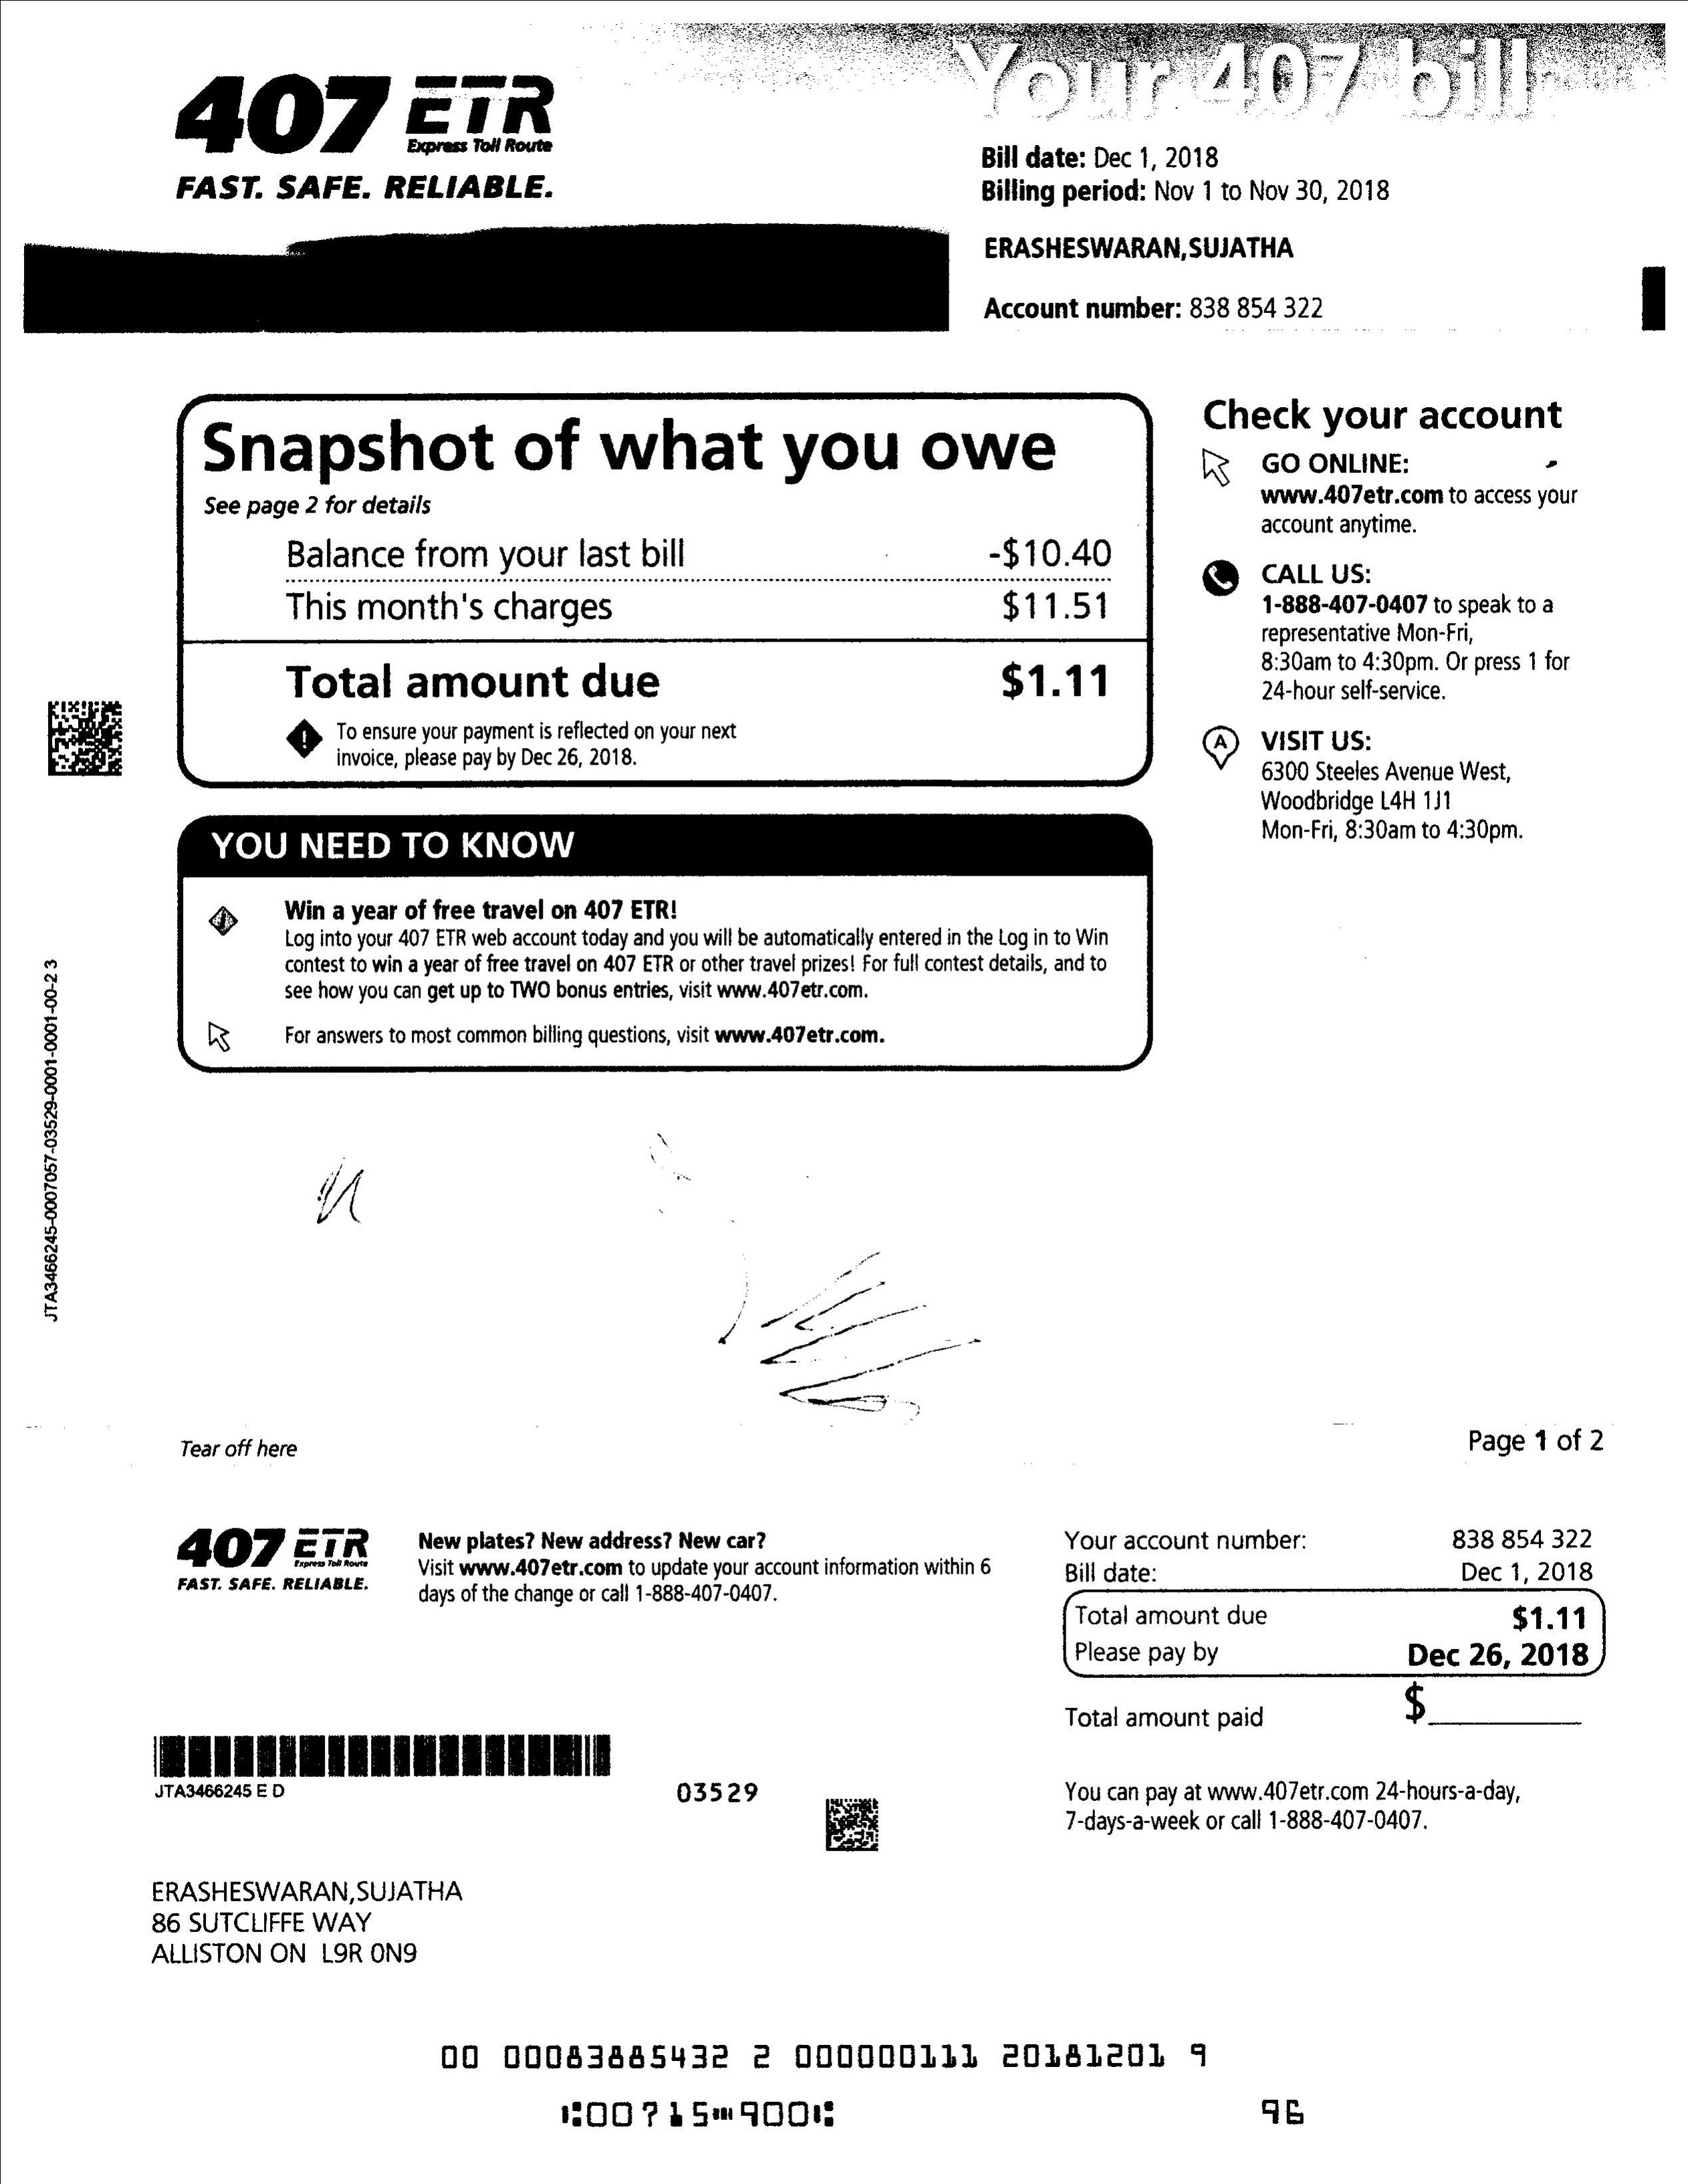 407 ETR
Express Toll Route
FAST. SAFE. RELIABLE.
Your 407 bill
Bill date: Dec 1, 2018
Billing period: Nov 1 to Nov 30, 2018
ERASHESWARAN,SUJATHA
Account number: 838 854 322
Snapshot of what you owe
See page 2 for details
Balance from your last bill -$10.40
This month's charges $11.51
Total amount due $1.11
To ensure your payment is reflected on your next
invoice, please pay by Dec 26, 2018.
Check your account
GO ONLINE:
www.407etr.com to access your
account anytime.
CALL US:
1-888-407-0407 to speak to a
representative Mon-Fri,
8:30am to 4:30pm. Or press 1 for
24-hour self-service.
VISIT US:
6300 Steeles Avenue West,
Woodbridge L4H 1J1
Mon-Fri, 8:30am to 4:30pm.
YOU NEED TO KNOW
Win a year of free travel on 407 ETR!
Log into your 407 ETR web account today and you will be automatically entered in the Log in to Win
contest to win a year of free travel on 407 ETR or other travel prizes! For full contest details, and to
see how you can get up to TWO bonus entries, visit www.407etr.com.
For answers to most common billing questions, visit www.407etr.com.
JTA3466245-0007057-03529-0001-0001-00-2 3
Tear off here
Page 1 of 2
407 ETR
Express Toll Route
FAST. SAFE. RELIABLE.
New plates? New address? New car?
Visit www.407etr.com to update your account information within 6
days of the change or call 1-888-407-0407.
Your account number: 838 854 322
Bill date: Dec 1, 2018
Total amount due $1.11
Please pay by Dec 26, 2018
Total amount paid $
JTA3466245 E D
03529
You can pay at www.407etr.com 24-hours-a-day,
7-days-a-week or call 1-888-407-0407.
ERASHESWARAN,SUJATHA
86 SUTCLIFFE WAY
ALLISTON ON L9R 0N9
00 00083885432 2 000000111 20181201 9
⑆00715⑉900⑆ 96